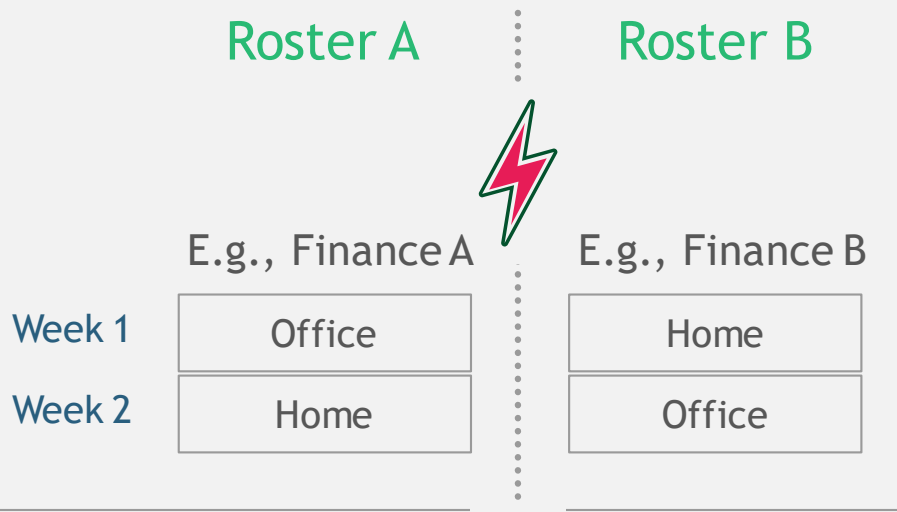 Roster A Roster B
E.g., Finance A E.g., Finance B
Week 1 Office Home
Week 2 Home Office